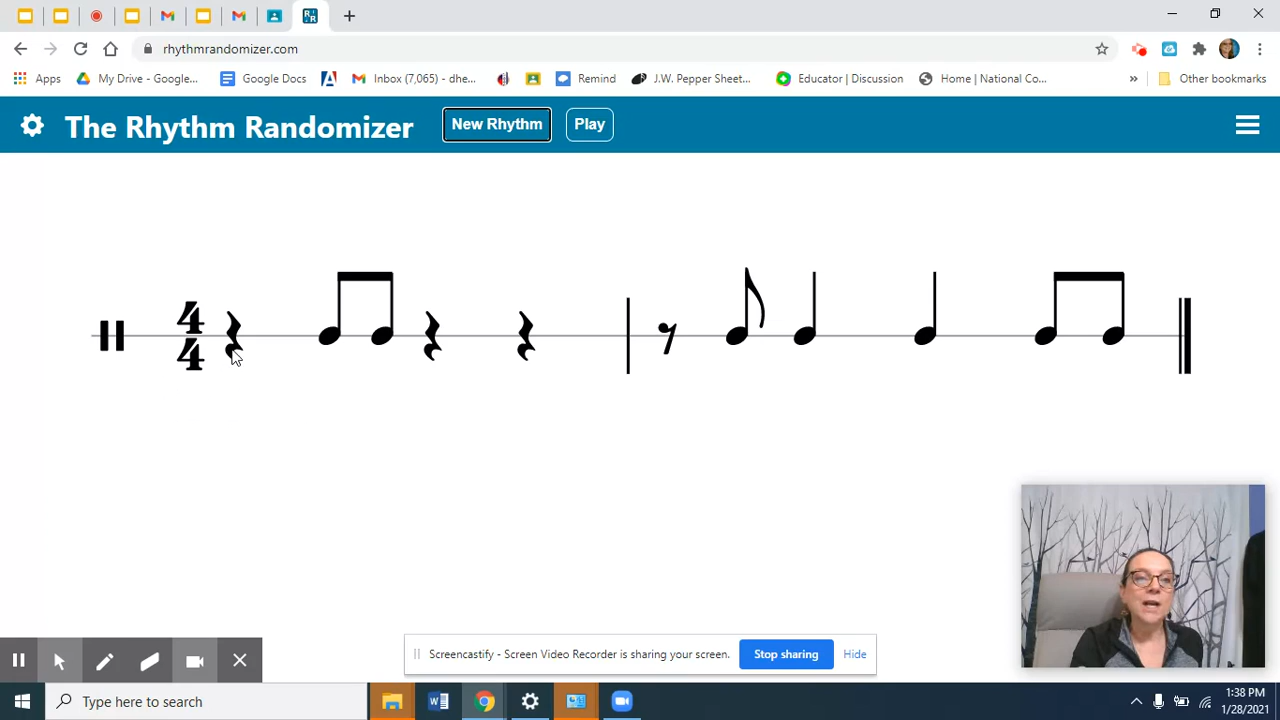 rhythmrandomizer.com
Apps My Drive - Google... Google Docs Inbox (7,065) - she... Remind J.W. Pepper Sheet... Educator | Discussion Home | National Co... » Other bookmarks
The Rhythm Randomizer New Rhythm Play
4
4
Screencastify - Screen Video Recorder is sharing your screen. Stop sharing Hide
Type here to search
1:38 PM
1/28/2021